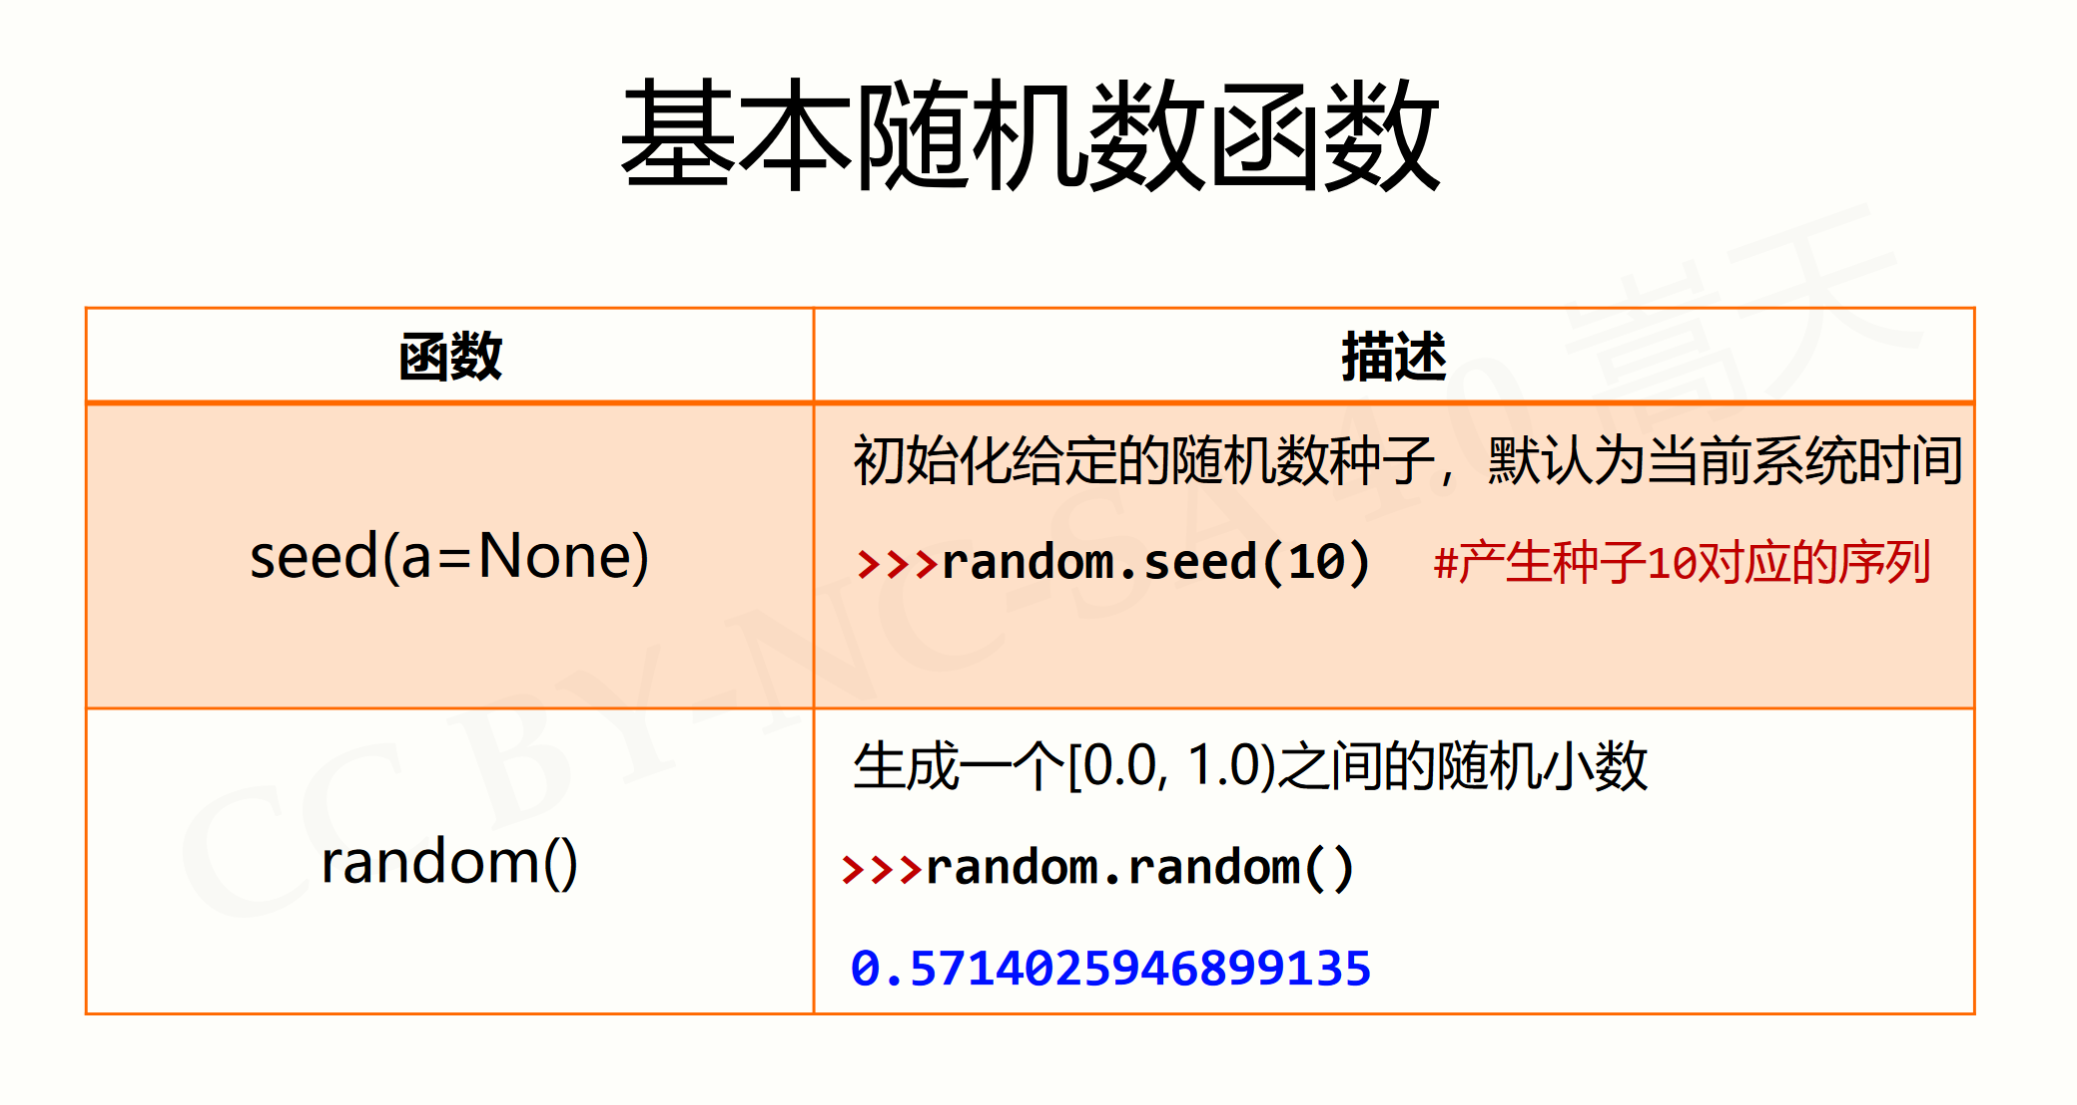 基本随机数函数
函数
描述
seed(a=None)
初始化给定的随机数种子，默认为当前系统时间
>>>random.seed(10) #产生种子10对应的序列
random()
生成一个[0.0, 1.0)之间的随机小数
>>>random.random()
0.5714025946899135
CC BY-NC-SA 4.0 嵩天